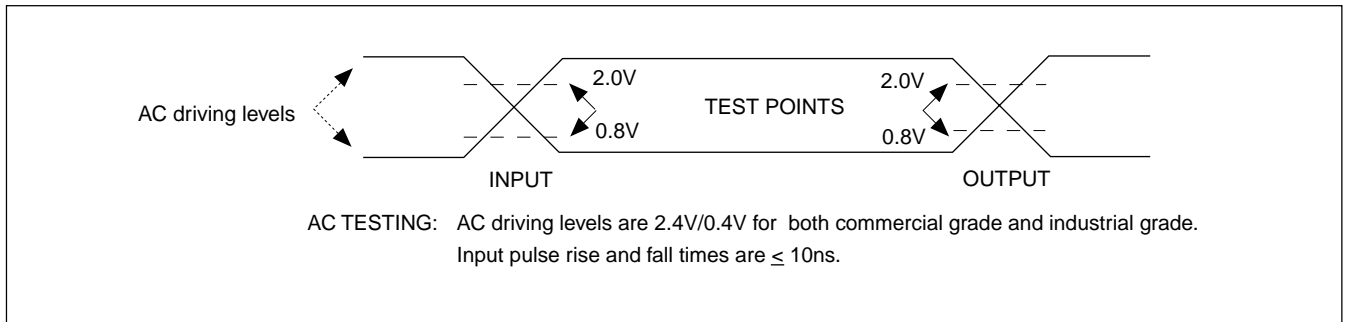 2.0V
2.0V
AC driving levels
TEST POINTS
0.8V
0.8V
INPUT
OUTPUT
AC TESTING: AC driving levels are 2.4V/0.4V for both commercial grade and industrial grade.
Input pulse rise and fall times are ≤ 10ns.